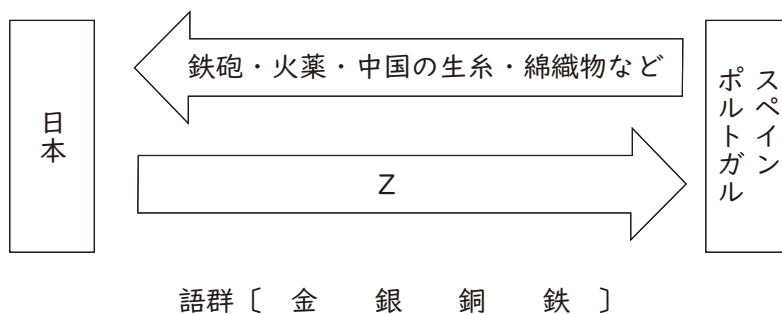 鉄砲・火薬・中国の生糸・綿織物など
日本
スペイン
ポルトガル
Z
語群〔 金 銀 銅 鉄 〕